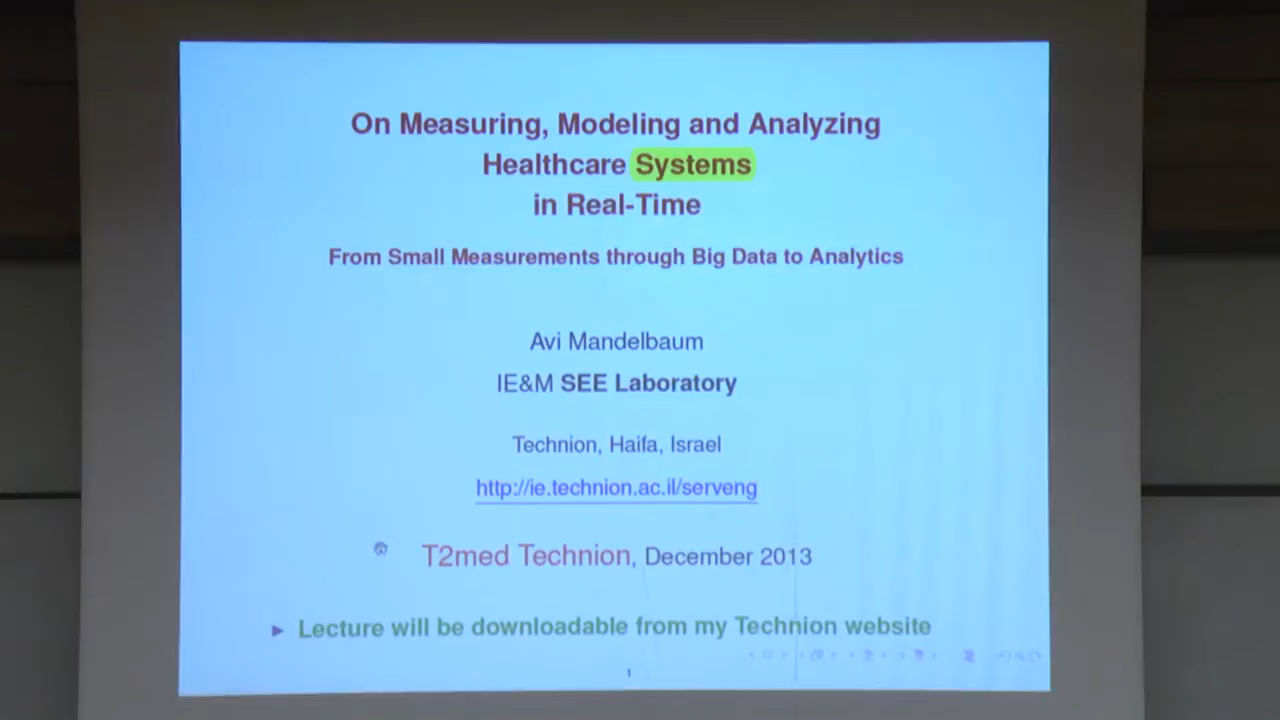 On Measuring, Modeling and Analyzing
Healthcare Systems
in Real-Time
From Small Measurements through Big Data to Analytics
Avi Mandelbaum
IE&M SEE Laboratory
Technion, Haifa, Israel
http://ie.technion.ac.il/serveng
T2med Technion, December 2013
► Lecture will be downloadable from my Technion website
1